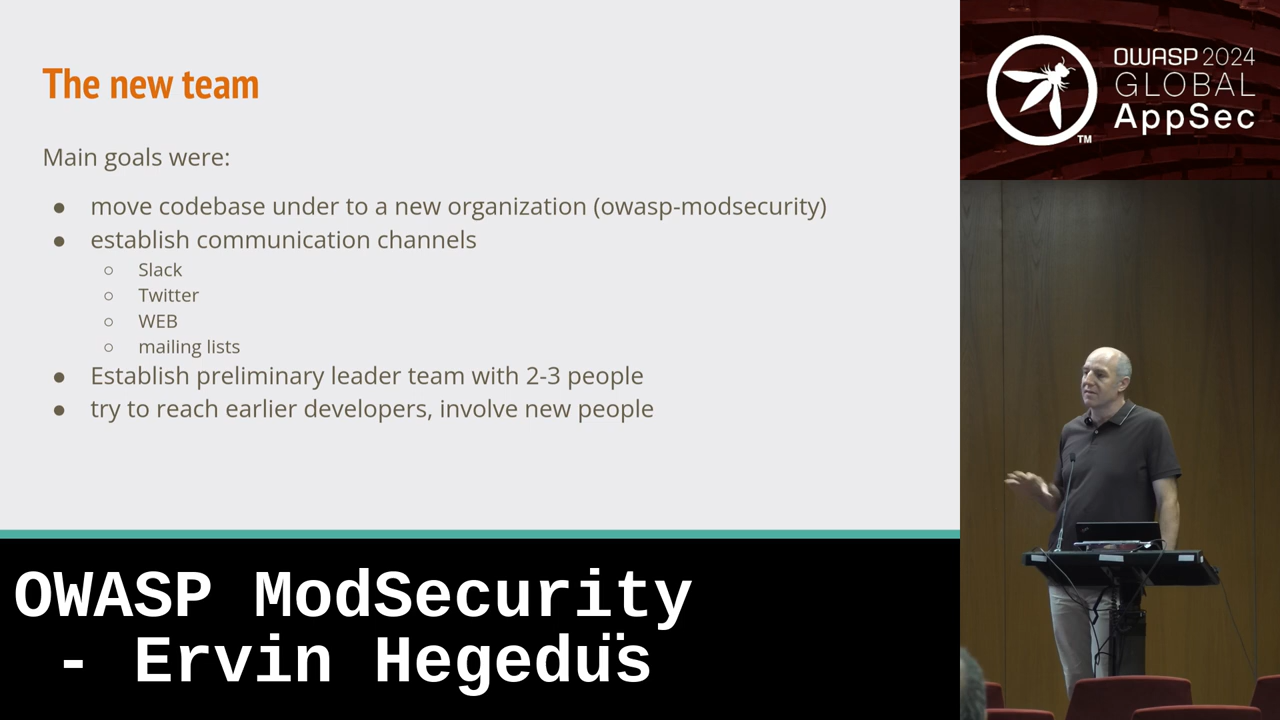 The new team
Main goals were:
● move codebase under to a new organization (owasp-modsecurity)
● establish communication channels
○ Slack
○ Twitter
○ WEB
○ mailing lists
● Establish preliminary leader team with 2-3 people
● try to reach earlier developers, involve new people
OWASP ModSecurity
- Ervin Hegedüs
OWASP 2024
GLOBAL
AppSec
TM